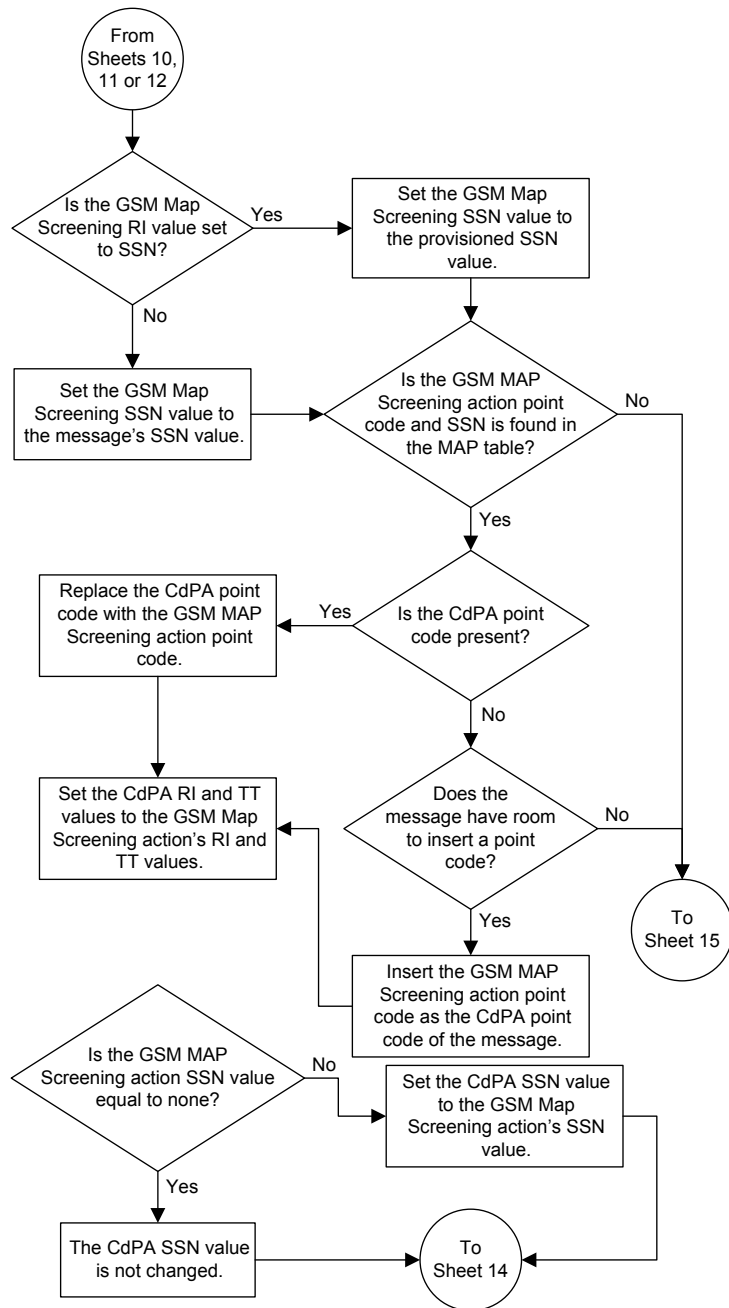 From
Sheets 10,
11 or 12
Is the GSM Map
Screening RI value set
to SSN?
Yes
Set the GSM Map
Screening SSN value to
the provisioned SSN
value.
No
Set the GSM Map
Screening SSN value to
the message's SSN value.
Is the GSM MAP
Screening action point
code and SSN is found in
the MAP table?
No
Yes
Replace the CdPA point
code with the GSM MAP
Screening action point
code.
Yes
Is the CdPA point
code present?
No
Set the CdPA RI and TT
values to the GSM Map
Screening action's RI and
TT values.
Does the
message have room
to insert a point
code?
No
Yes
To
Sheet 15
Insert the GSM MAP
Screening action point
code as the CdPA point
code of the message.
Is the GSM MAP
Screening action SSN value
equal to none?
No
Set the CdPA SSN value
to the GSM Map
Screening action's SSN
value.
Yes
The CdPA SSN value
is not changed.
To
Sheet 14